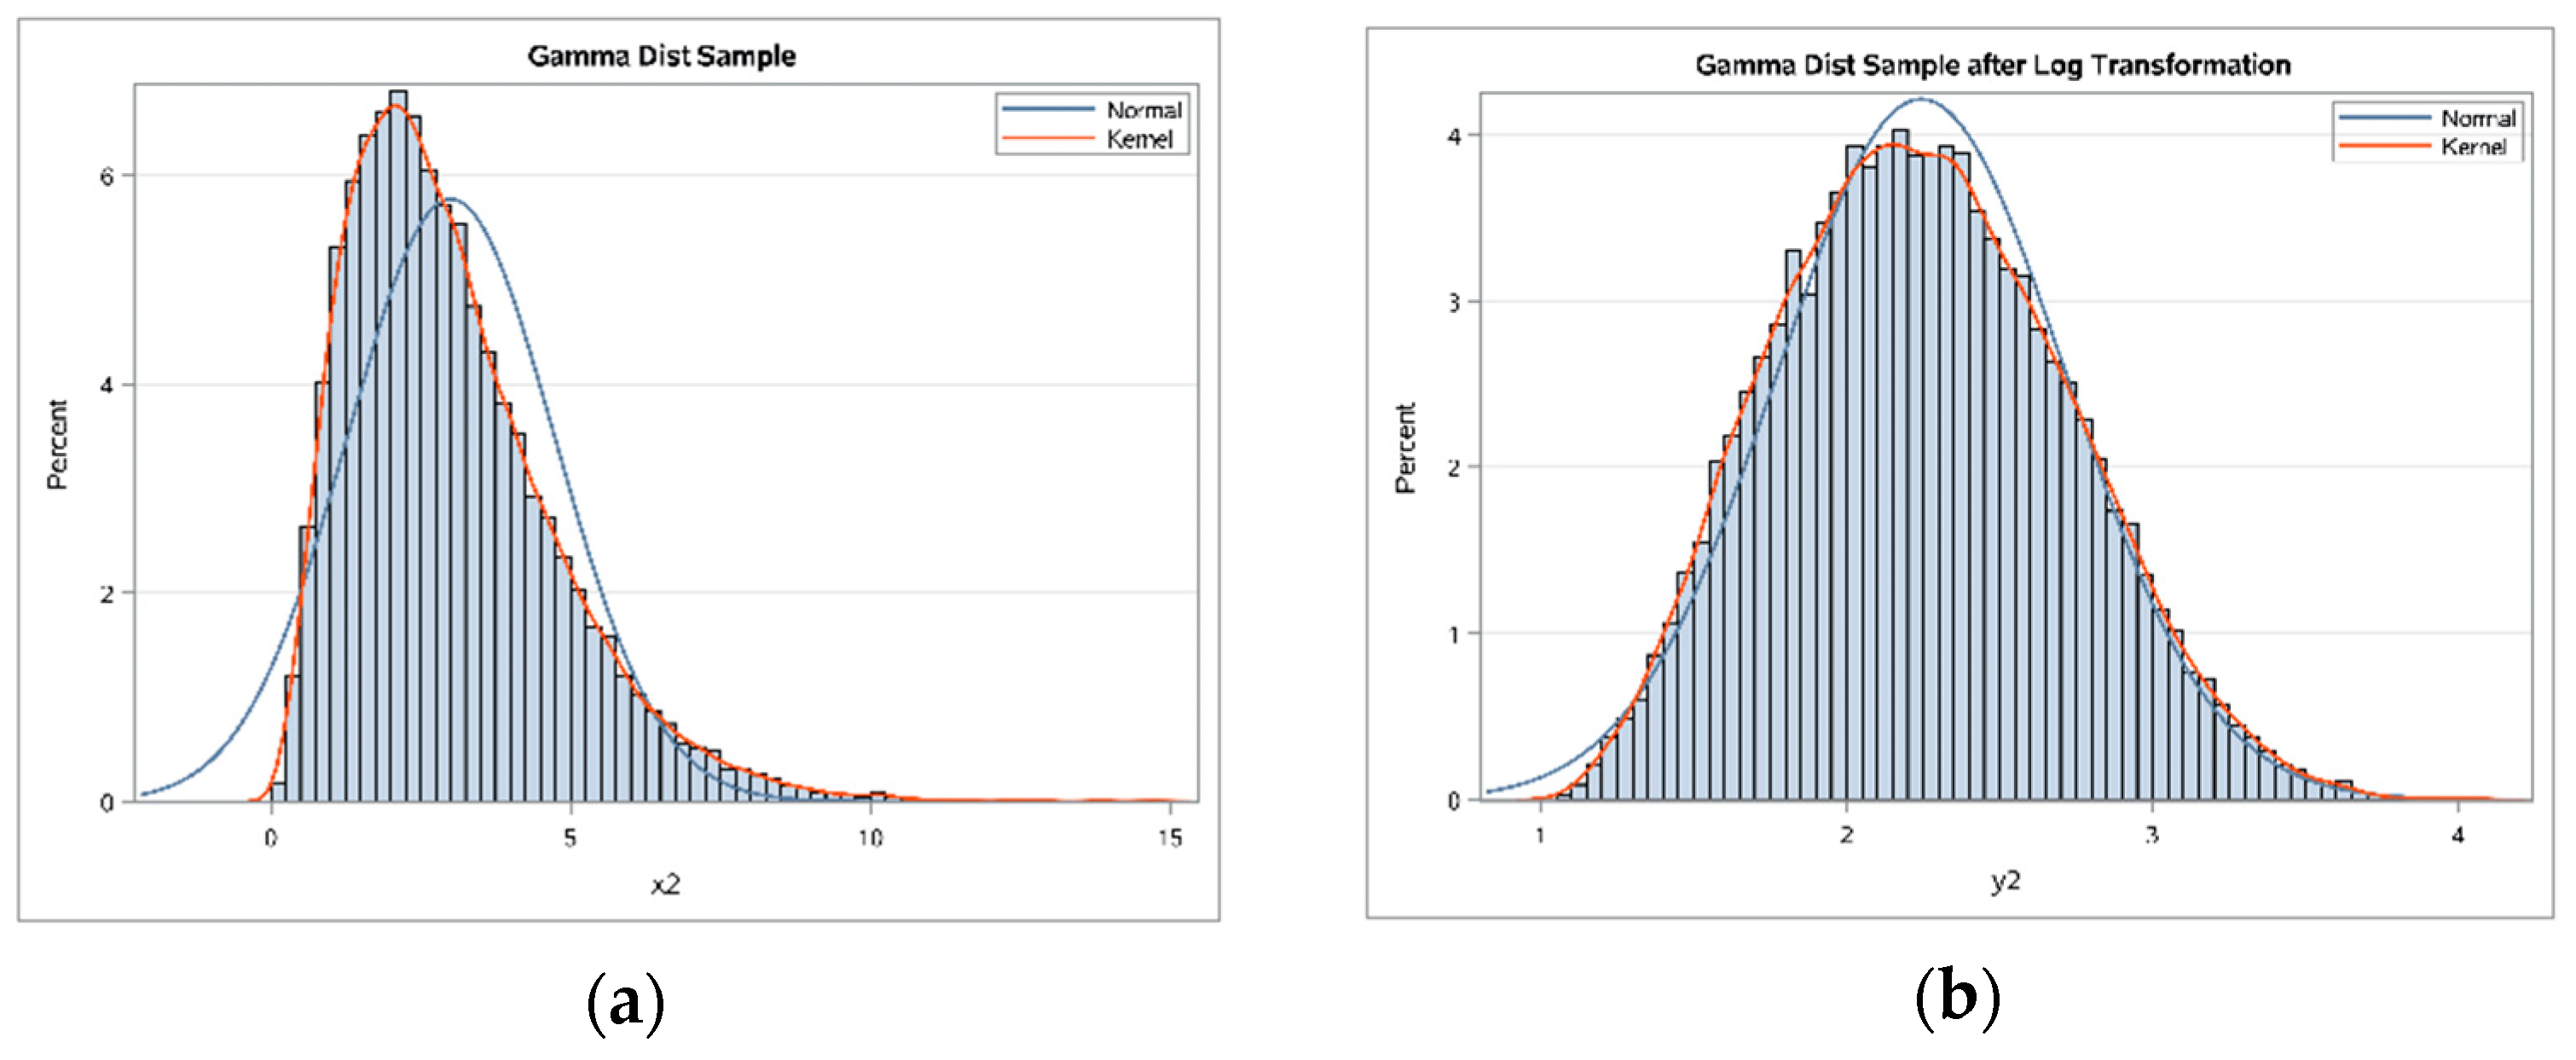 Gamma Dist Sample
Normal
Kernel
6
4
2
0
Percent
0 5 10 15
x2
(a)
Gamma Dist Sample after Log Transformation
Normal
Kernel
4
3
2
1
0
Percent
1 2 3 4
y2
(b)